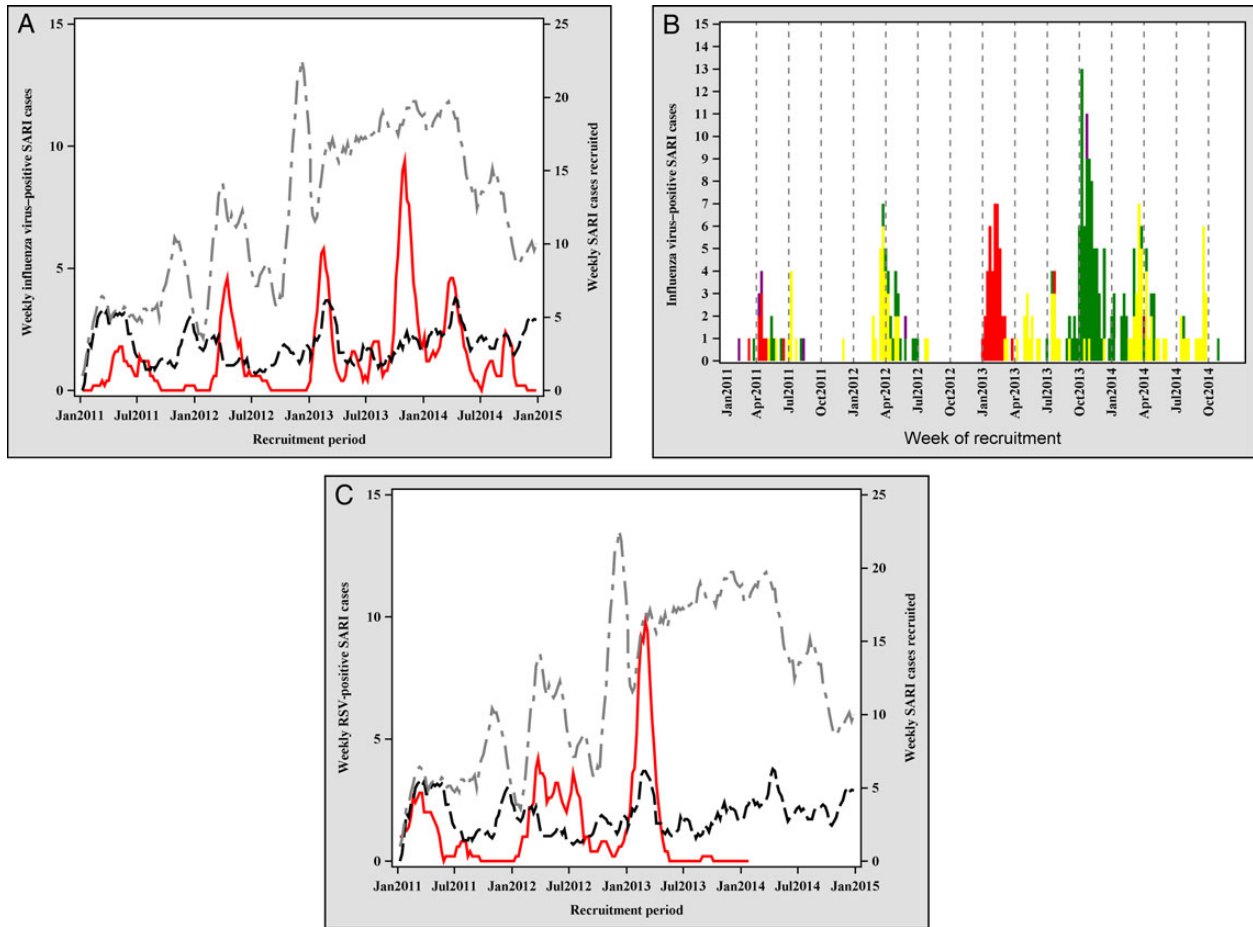 A
15
10
5
0
25
20
15
10
5
0
Weekly influenza virus–positive SARI cases
Weekly SARI cases recruited
Jan2011 Jul2011 Jan2012 Jul2012 Jan2013 Jul2013 Jan2014 Jul2014 Jan2015
Recruitment period
B
15
14
13
12
11
10
9
8
7
6
5
4
3
2
1
0
Influenza virus–positive SARI cases
Jan2011 Apr2011 Jul2011 Oct2011 Jan2012 Apr2012 Jul2012 Oct2012 Jan2013 Apr2013 Jul2013 Oct2013 Jan2014 Apr2014 Jul2014 Oct2014
Week of recruitment
C
15
10
5
0
25
20
15
10
5
0
Weekly RSV-positive SARI cases
Weekly SARI cases recruited
Jan2011 Jul2011 Jan2012 Jul2012 Jan2013 Jul2013 Jan2014 Jul2014 Jan2015
Recruitment period